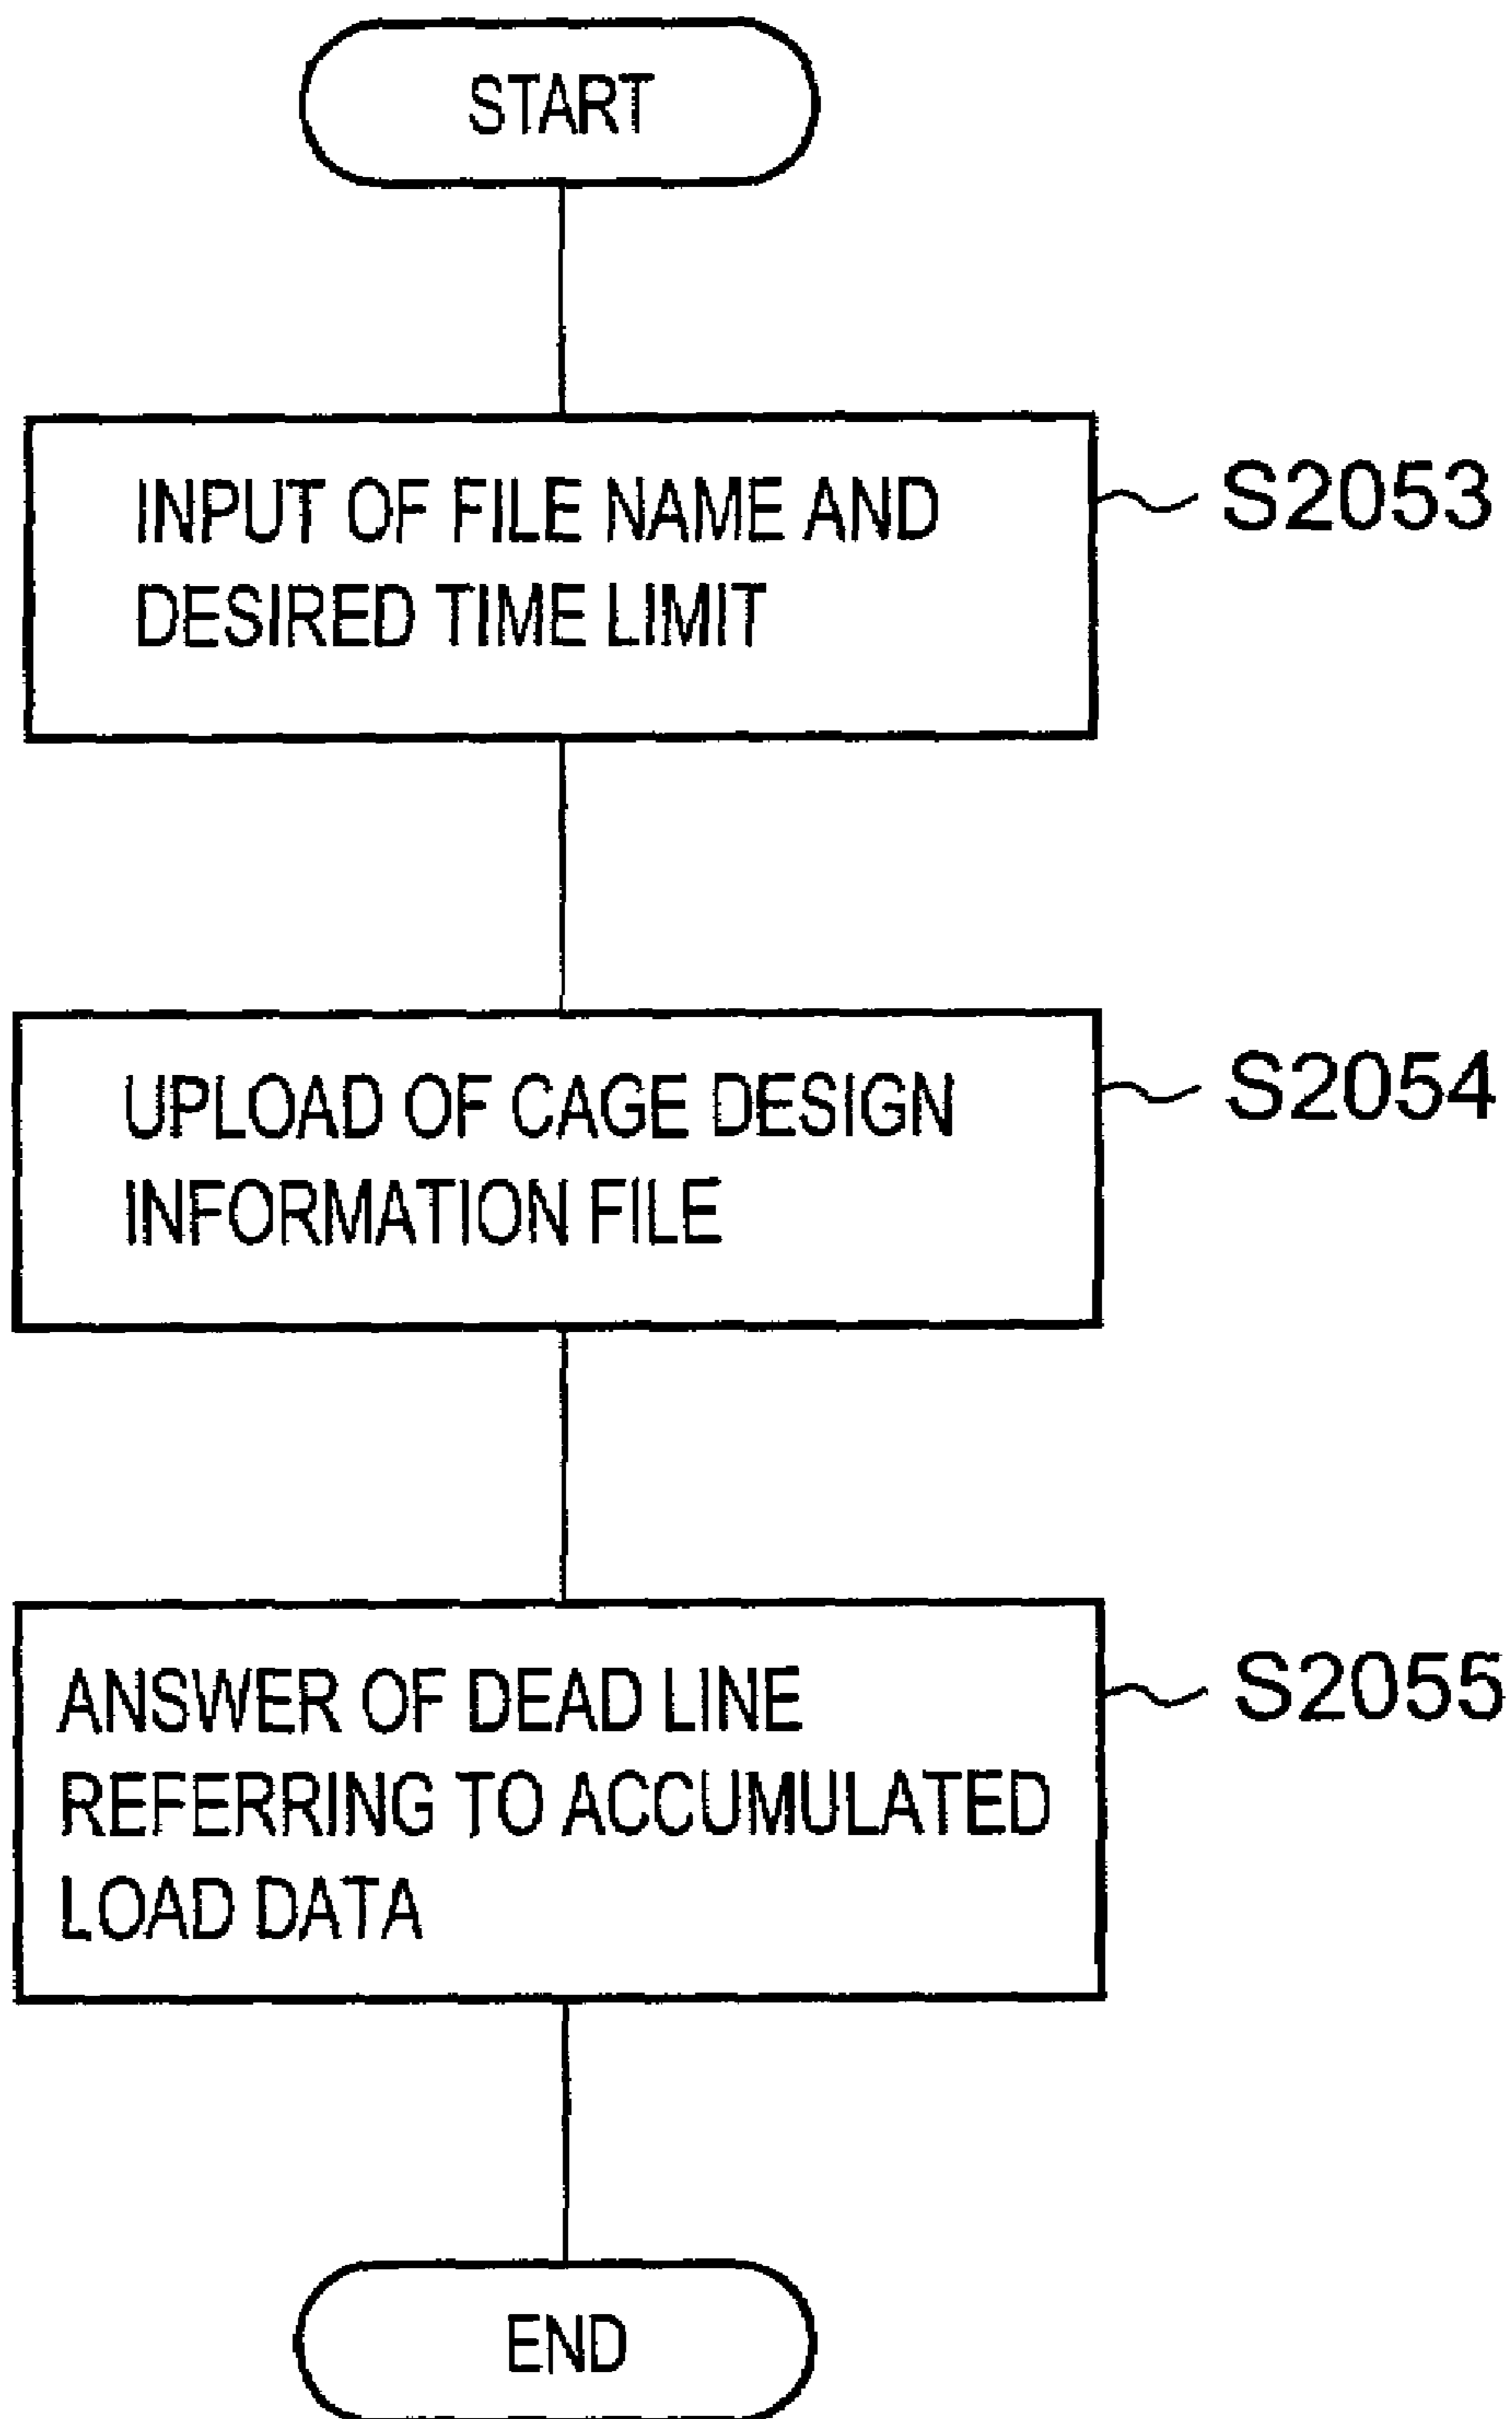 START
INPUT OF FILE NAME AND
DESIRED TIME LIMIT
S2053
UPLOAD OF CAGE DESIGN
INFORMATION FILE
S2054
ANSWER OF DEAD LINE
REFERRING TO ACCUMULATED
LOAD DATA
S2055
END